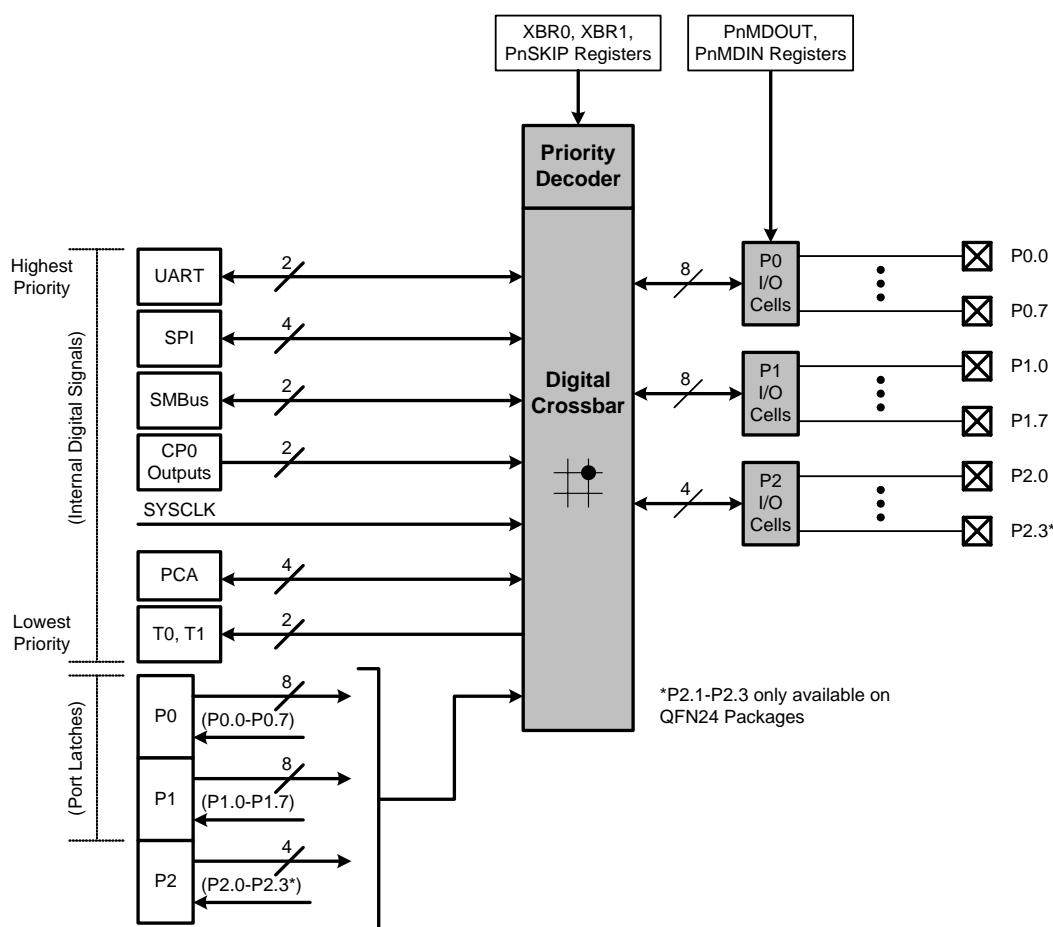 XBR0, XBR1,
PnSKIP Registers
PnMDOUT,
PnMDIN Registers
Priority
Decoder
Highest
Priority
(Internal Digital Signals)
UART
2
SPI
4
SMBus
2
CP0
Outputs
2
SYSCLK
PCA
4
Lowest
Priority
T0, T1
2
Digital
Crossbar
8
P0
I/O
Cells
P0.0
P0.7
8
P1
I/O
Cells
P1.0
P1.7
4
P2
I/O
Cells
P2.0
P2.3*
*P2.1-P2.3 only available on
QFN24 Packages
(Port Latches)
P0
8
(P0.0-P0.7)
P1
8
(P1.0-P1.7)
P2
4
(P2.0-P2.3*)